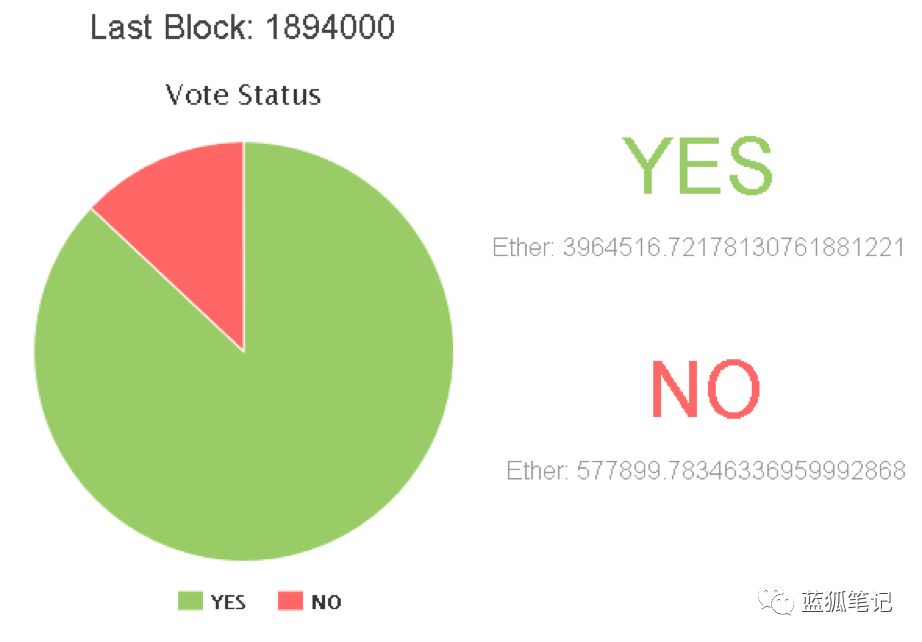 Last Block: 1894000
Vote Status
YES
Ether: 3964516.72178130761881221
NO
Ether: 577899.78346336959992868
YES
NO
蓝狐笔记